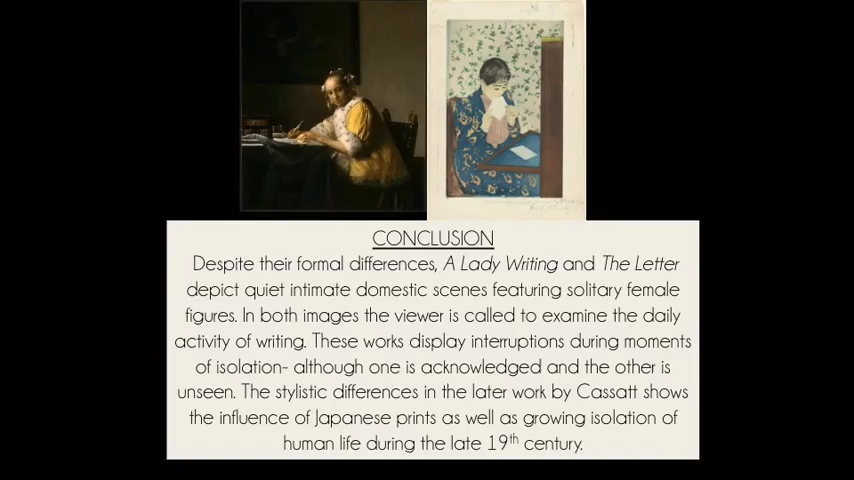 CONCLUSION
Despite their formal differences, A Lady Writing and The Letter
depict quiet intimate domestic scenes featuring solitary female
figures. In both images the viewer is called to examine the daily
activity of writing. These works display interruptions during moments
of isolation- although one is acknowledged and the other is
unseen. The stylistic differences in the later work by Cassatt shows
the influence of Japanese prints as well as growing isolation of
human life during the late 19th century.